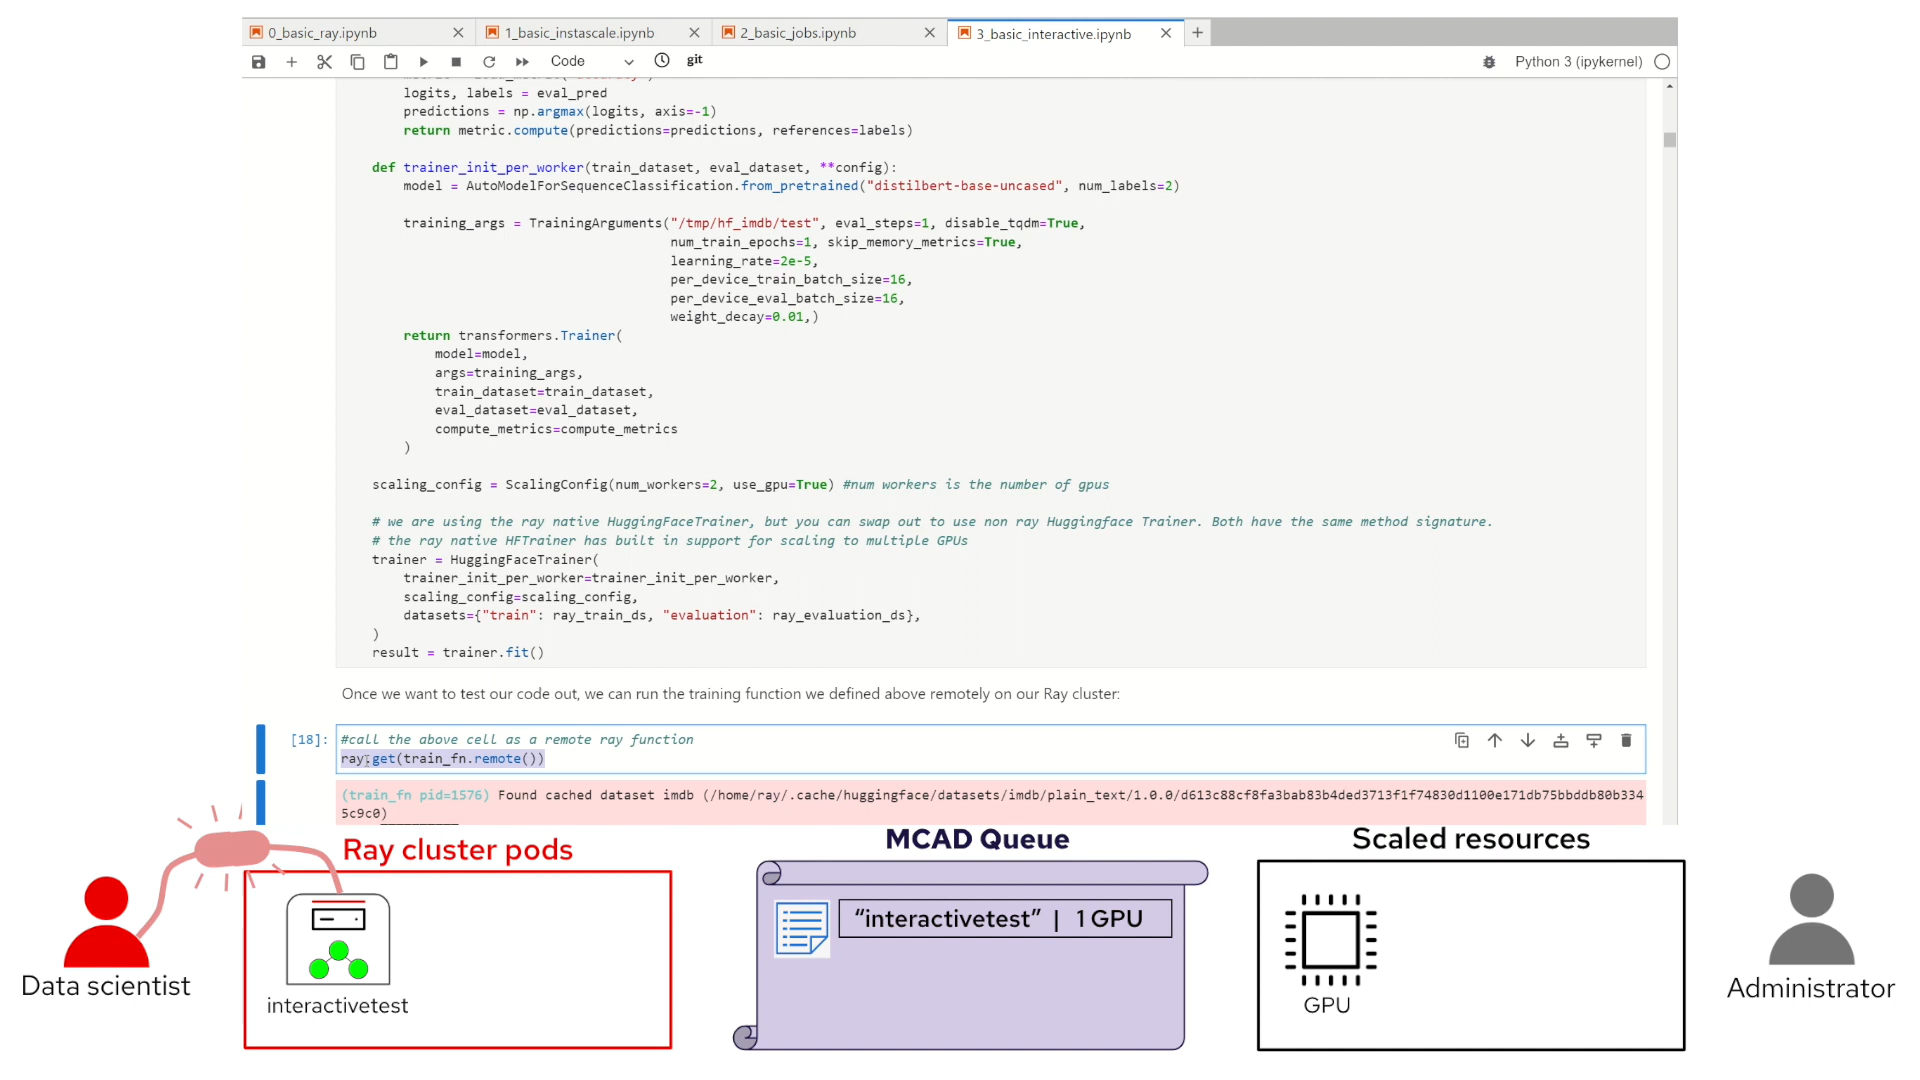 0_basic_ray.ipynb
1_basic_instascale.ipynb
2_basic_jobs.ipynb
3_basic_interactive.ipynb
Code
git
Python 3 (ipykernel)
logits, labels = eval_pred
predictions = np.argmax(logits, axis=-1)
return metric.compute(predictions=predictions, references=labels)
def trainer_init_per_worker(train_dataset, eval_dataset, **config):
model = AutoModelForSequenceClassification.from_pretrained("distilbert-base-uncased", num_labels=2)
training_args = TrainingArguments("/tmp/hf_imdb/test", eval_steps=1, disable_tqdm=True,
num_train_epochs=1, skip_memory_metrics=True,
learning_rate=2e-5,
per_device_train_batch_size=16,
per_device_eval_batch_size=16,
weight_decay=0.01,)
return transformers.Trainer(
model=model,
args=training_args,
train_dataset=train_dataset,
eval_dataset=eval_dataset,
compute_metrics=compute_metrics
)
scaling_config = ScalingConfig(num_workers=2, use_gpu=True) #num workers is the number of gpus
# we are using the ray native HuggingFaceTrainer, but you can swap out to use non ray Huggingface Trainer. Both have the same method signature.
# the ray native HFTrainer has built in support for scaling to multiple GPUs
trainer = HuggingFaceTrainer(
trainer_init_per_worker=trainer_init_per_worker,
scaling_config=scaling_config,
datasets={"train": ray_train_ds, "evaluation": ray_evaluation_ds},
)
result = trainer.fit()
Once we want to test our code out, we can run the training function we defined above remotely on our Ray cluster:
[18]:
#call the above cell as a remote ray function
ray.get(train_fn.remote())
(train_fn pid=1576) Found cached dataset imdb (/home/ray/.cache/huggingface/datasets/imdb/plain_text/1.0.0/d613c88cf8fa3bab83b4ded3713f1f74830d1100e171db75bbddb80b334
5c9c0)
Ray cluster pods
MCAD Queue
Scaled resources
"interactivetest" | 1 GPU
Data scientist
interactivetest
GPU
Administrator